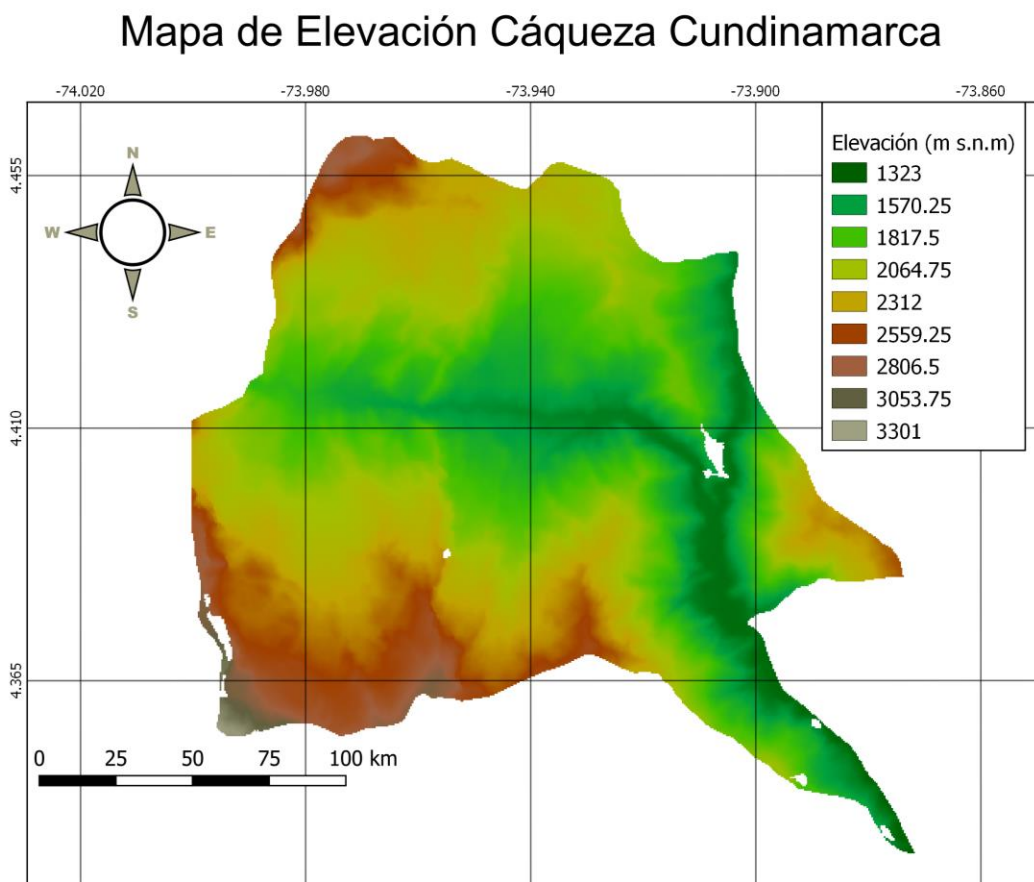 Mapa de Elevación Cáqueza Cundinamarca
-74.020 -73.980 -73.940 -73.900 -73.860
4.455
4.410
4.365
N
W E
S
Elevación (m s.n.m)
1323
1570.25
1817.5
2064.75
2312
2559.25
2806.5
3053.75
3301
0 25 50 75 100 km